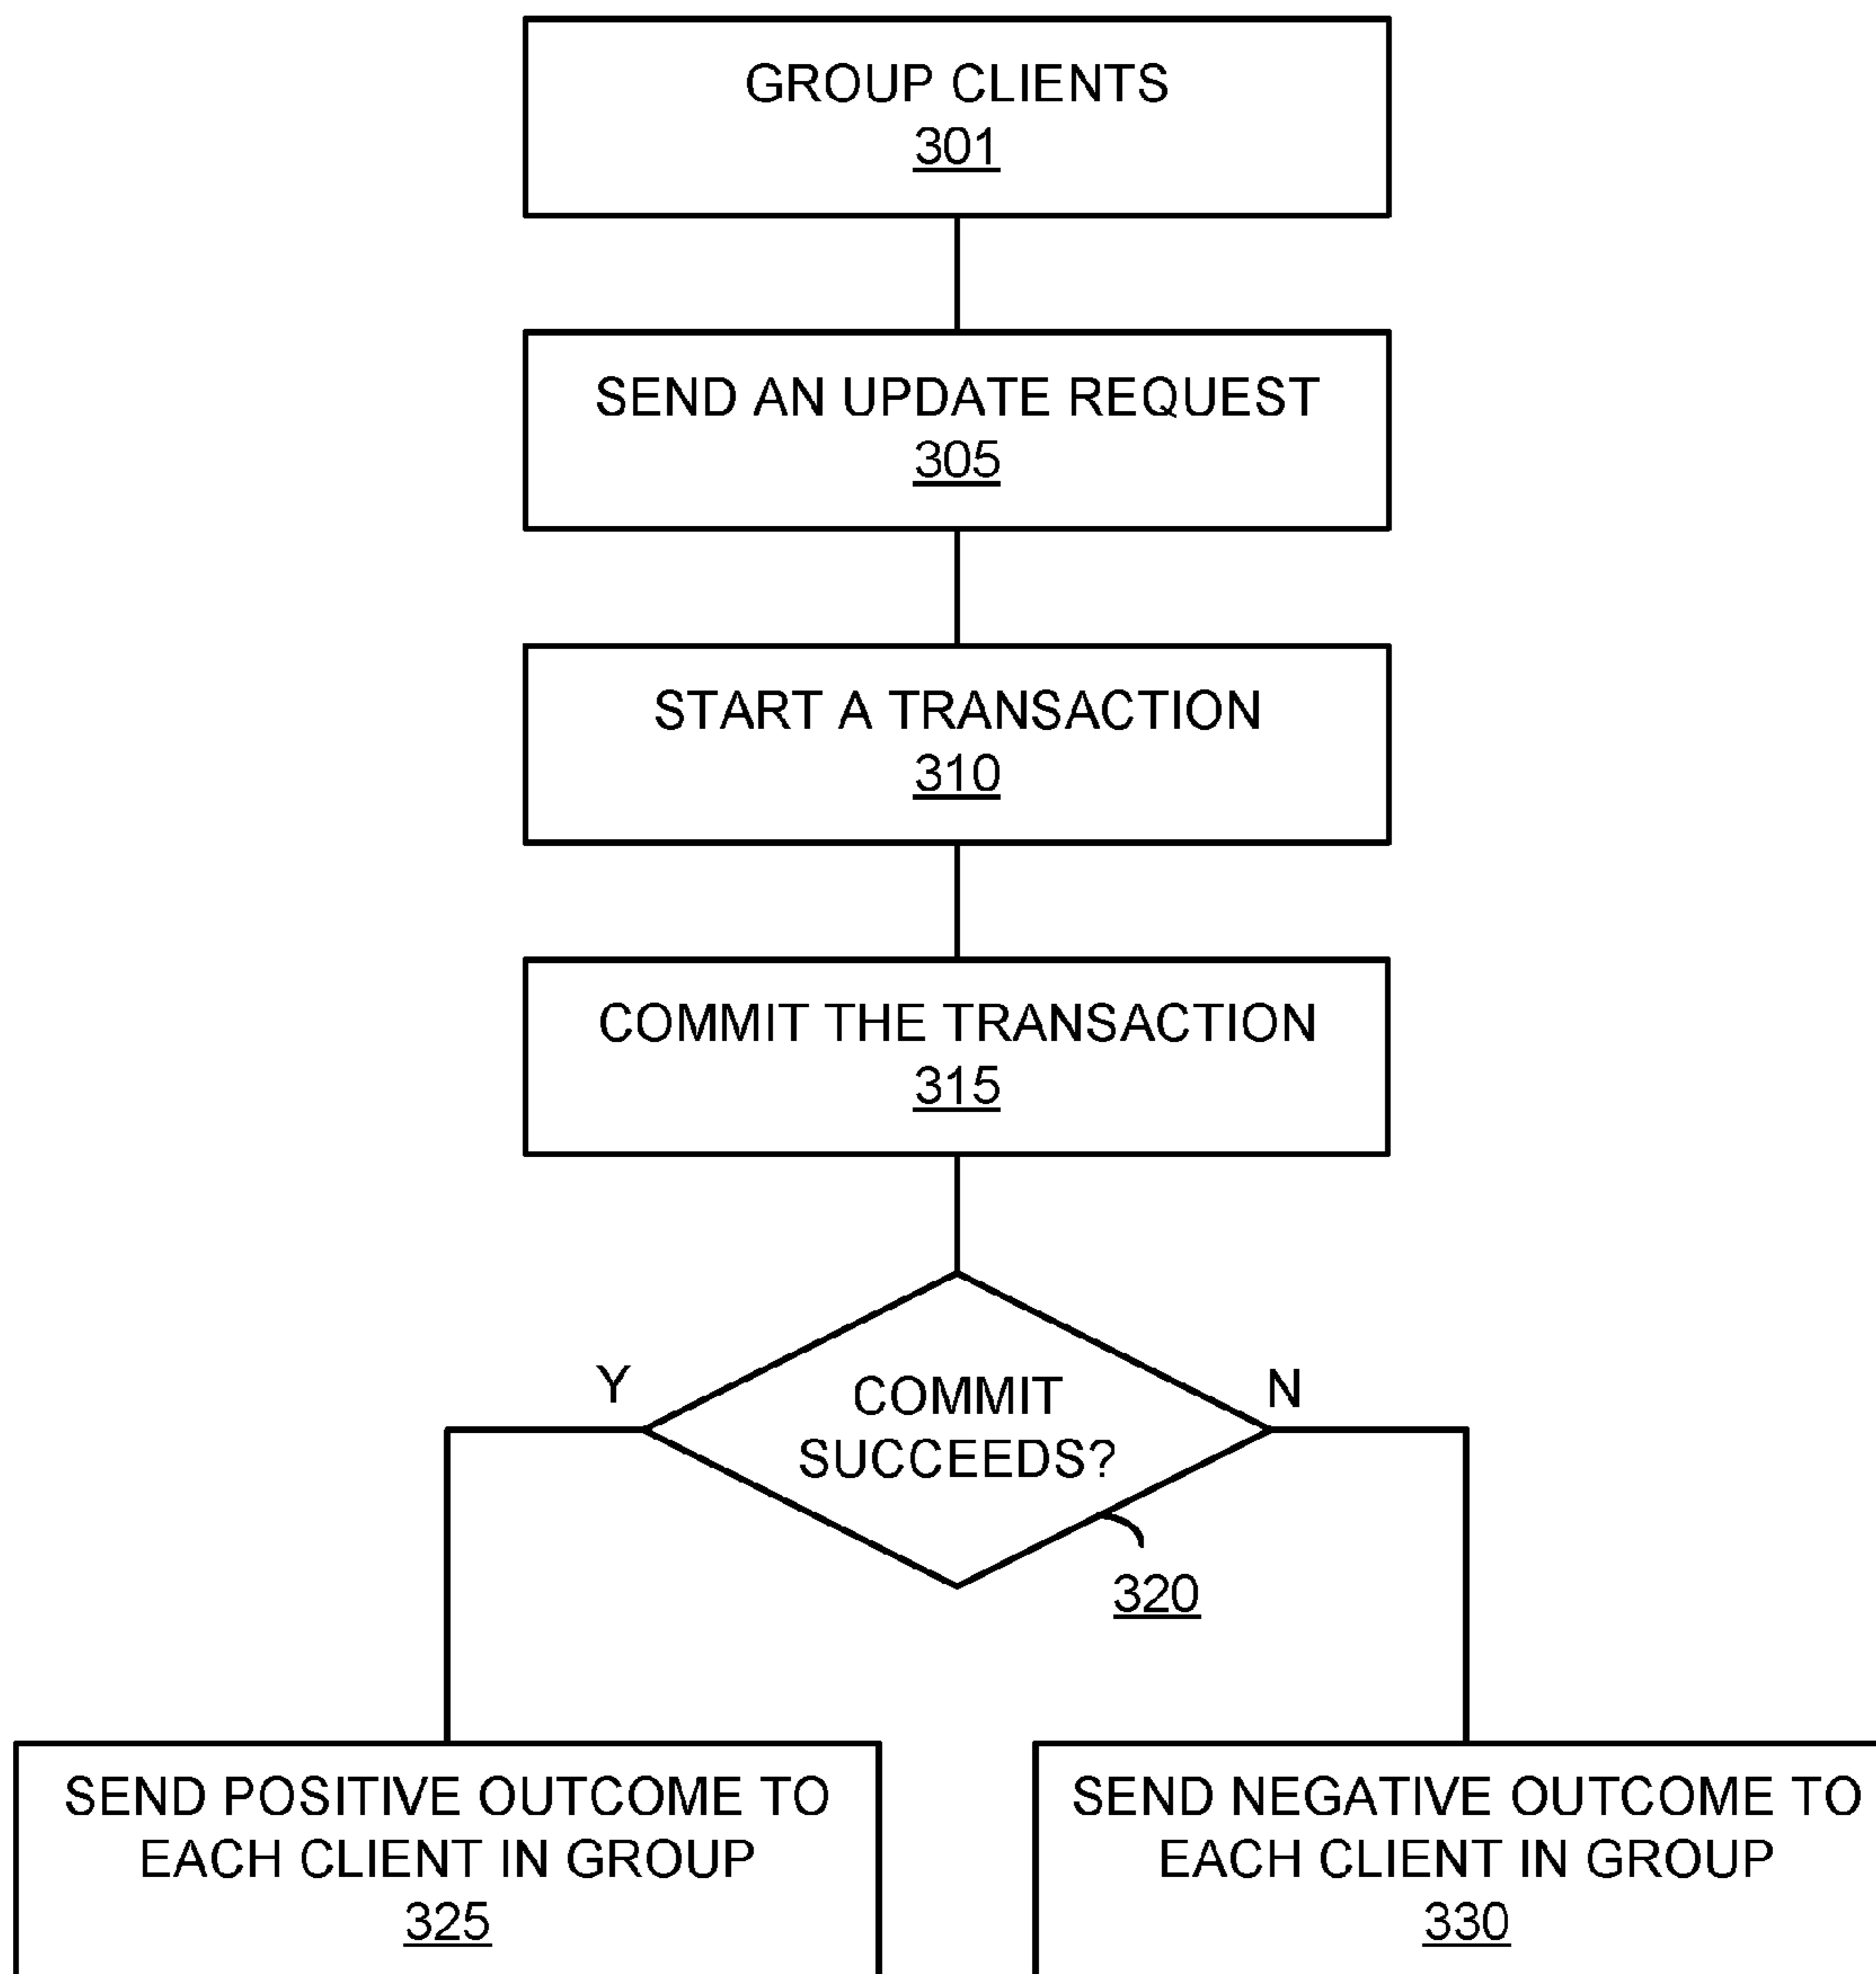 GROUP CLIENTS
301
SEND AN UPDATE REQUEST
305
START A TRANSACTION
310
COMMIT THE TRANSACTION
315
Y
N
COMMIT
SUCCEEDS?
320
SEND POSITIVE OUTCOME TO
EACH CLIENT IN GROUP
325
SEND NEGATIVE OUTCOME TO
EACH CLIENT IN GROUP
330